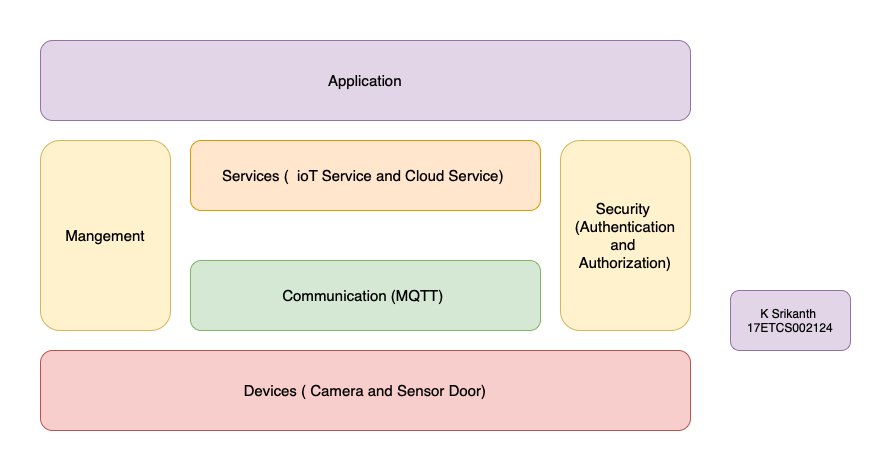 Application
Services (  ioT Service and Cloud Service)
Mangement
Security
(Authentication
and
Authorization)
Communication (MQTT)
K Srikanth
17ETCS002124
Devices ( Camera and Sensor Door)